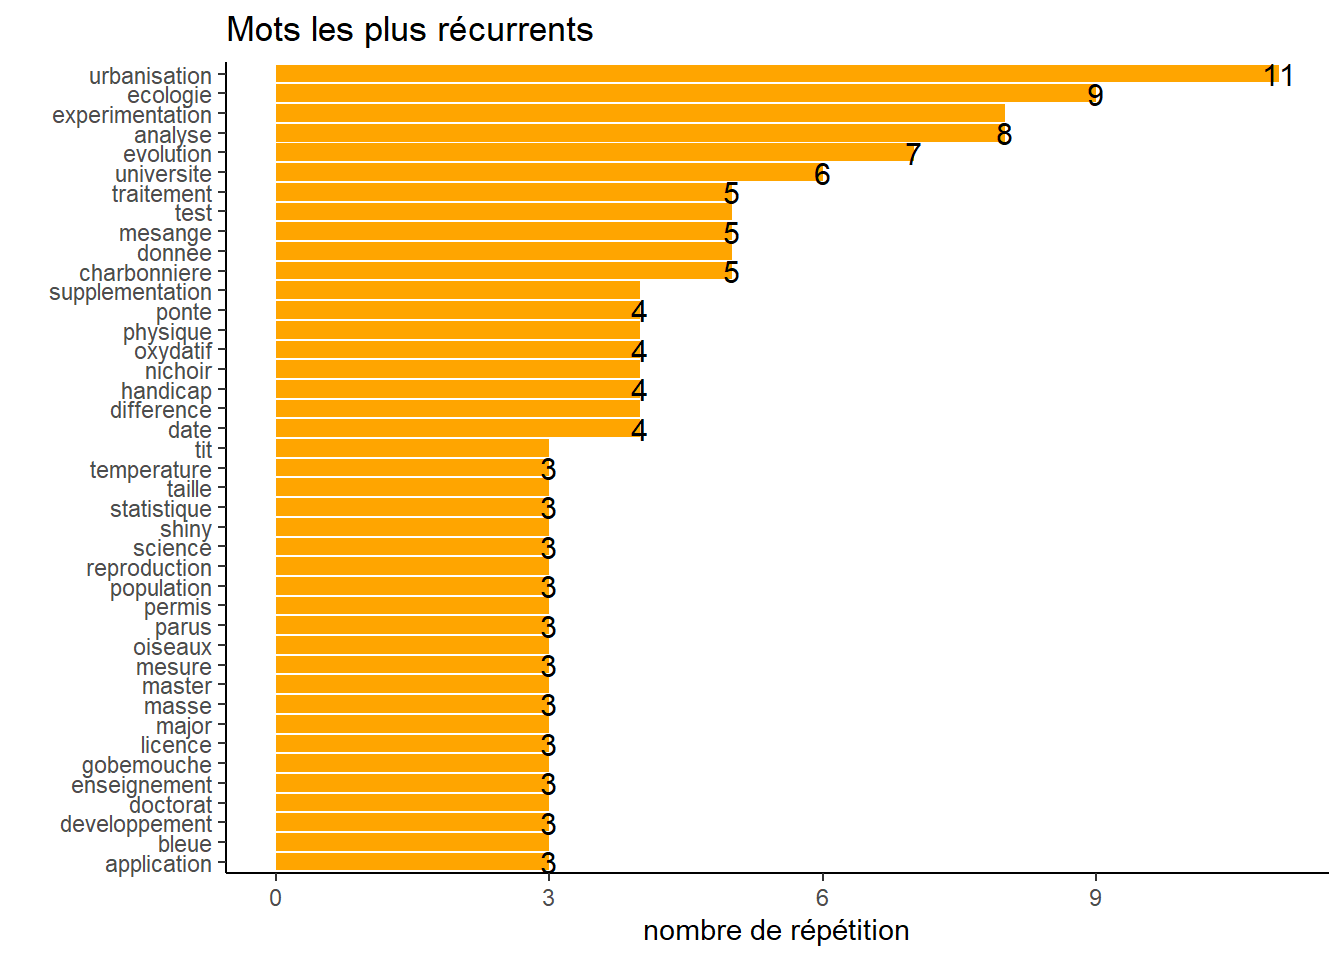 Mots les plus récurrents
urbanisation 11
ecologie 9
experimentation
analyse 8
evolution 7
universite 6
traitement 5
test
mesange 5
donnee
charbonniere 5
supplementation
ponte 4
physique
oxydatif 4
nichoir
handicap 4
difference
date 4
tit
temperature 3
taille
statistique 3
shiny
science 3
reproduction
population 3
permis
parus 3
oiseaux
mesure 3
master
masse 3
major
licence 3
gobemouche
enseignement 3
doctorat
developpement 3
bleue
application 3
0 3 6 9
nombre de répétition